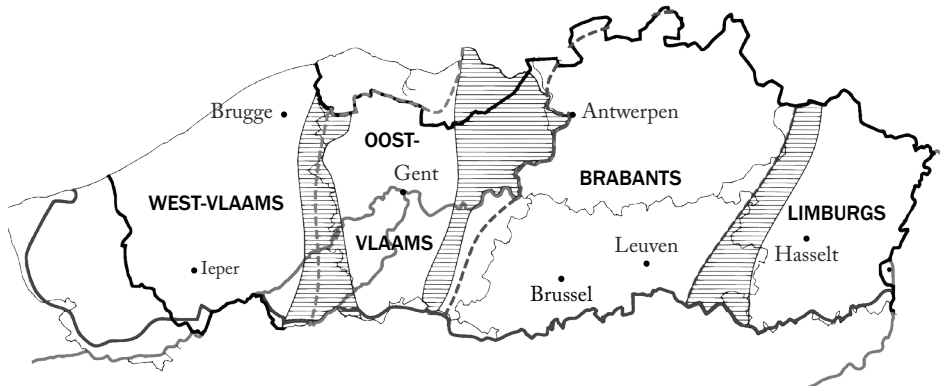 Brugge
Antwerpen
OOST-
Gent
WEST-VLAAMS
BRABANTS
LIMBURGS
VLAAMS
Leuven
Hasselt
Ieper
Brussel